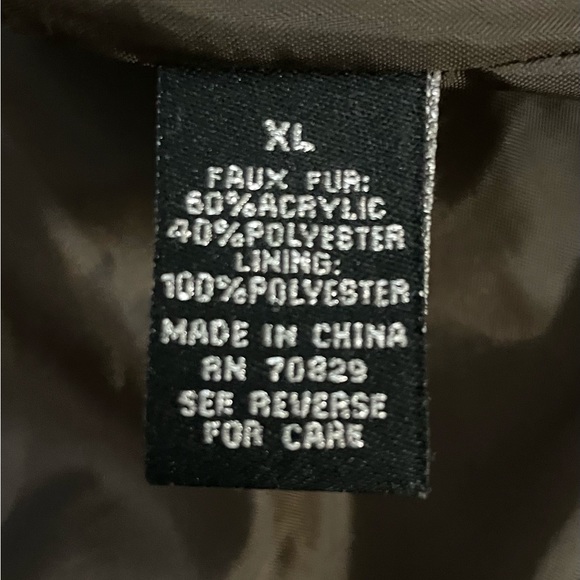 XL
FAUX FUR:
60%ACRYLIC
40%POLYESTER
LINING:
100%POLYESTER
MADE IN CHINA
RN 70829
SEE REVERSE
FOR CARE